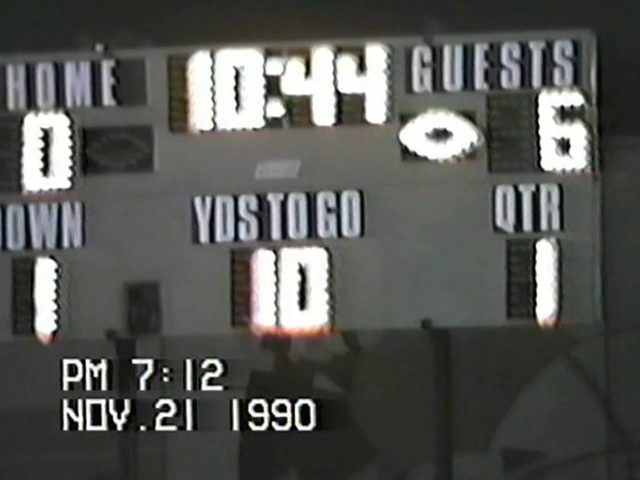 HOME 10:44 GUESTS
0 6
DOWN YDS TO GO QTR
1 10 1
PM 7:12
NOV.21 1990